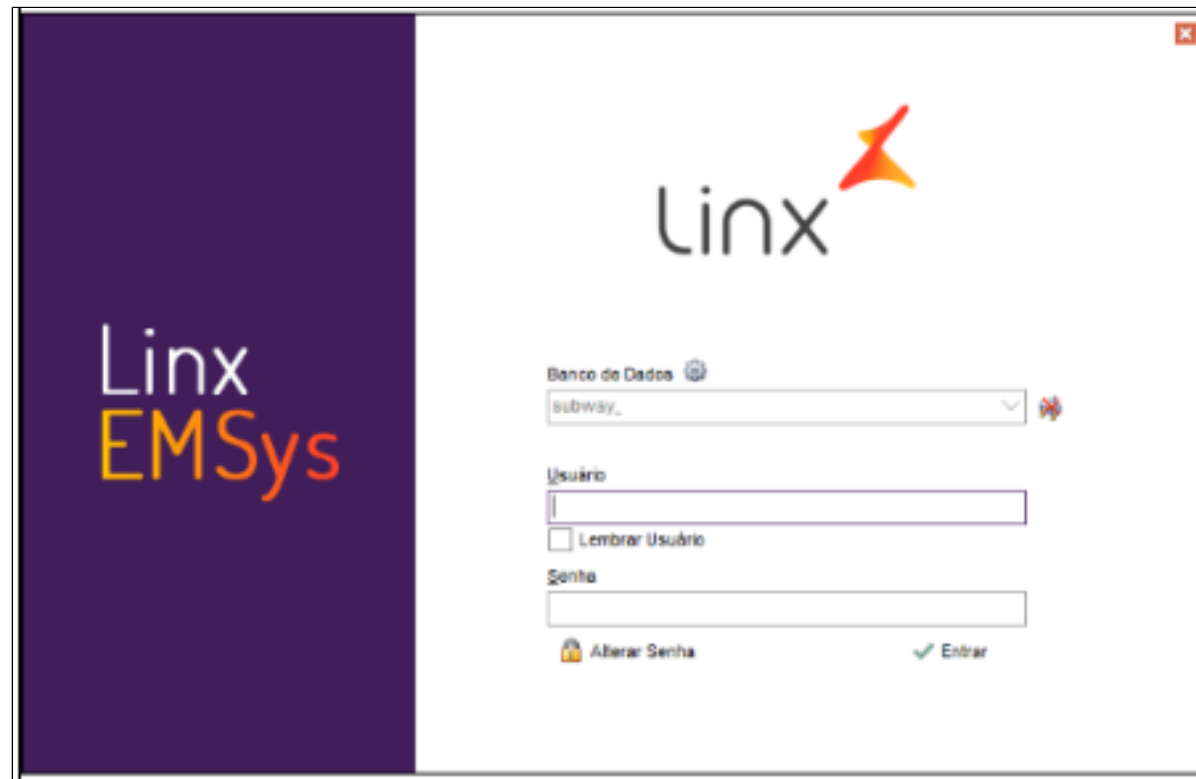 Linx
EMSys
Linx
Banco de Dados
subway_
Usuário
Lembrar Usuário
Senha
Alterar Senha
Entrar